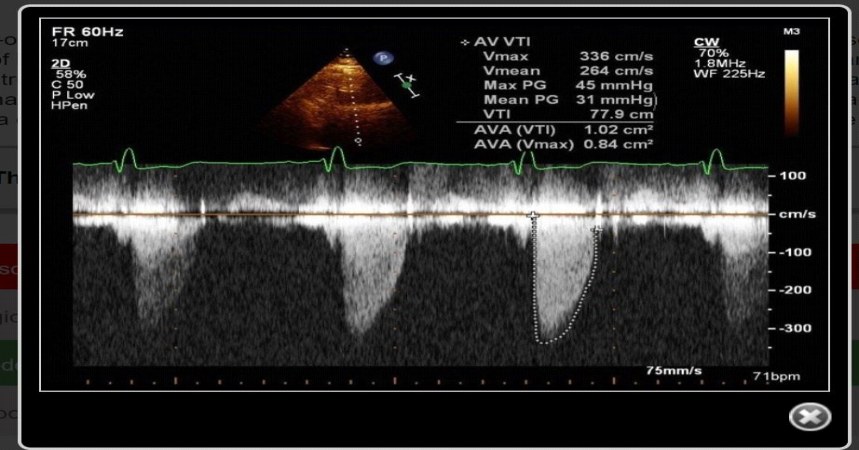 FR 60Hz
17cm
2D
58%
C 50
P Low
HPen
P
AV VTI
Vmax 336 cm/s
Vmean 264 cm/s
Max PG 45 mmHg
Mean PG 31 mmHg
VTI 77.9 cm
AVA (VTI) 1.02 cm²
AVA (Vmax) 0.84 cm²
CW
70%
1.8MHz
WF 225Hz
M3
100
cm/s
-100
-200
-300
75mm/s
71bpm